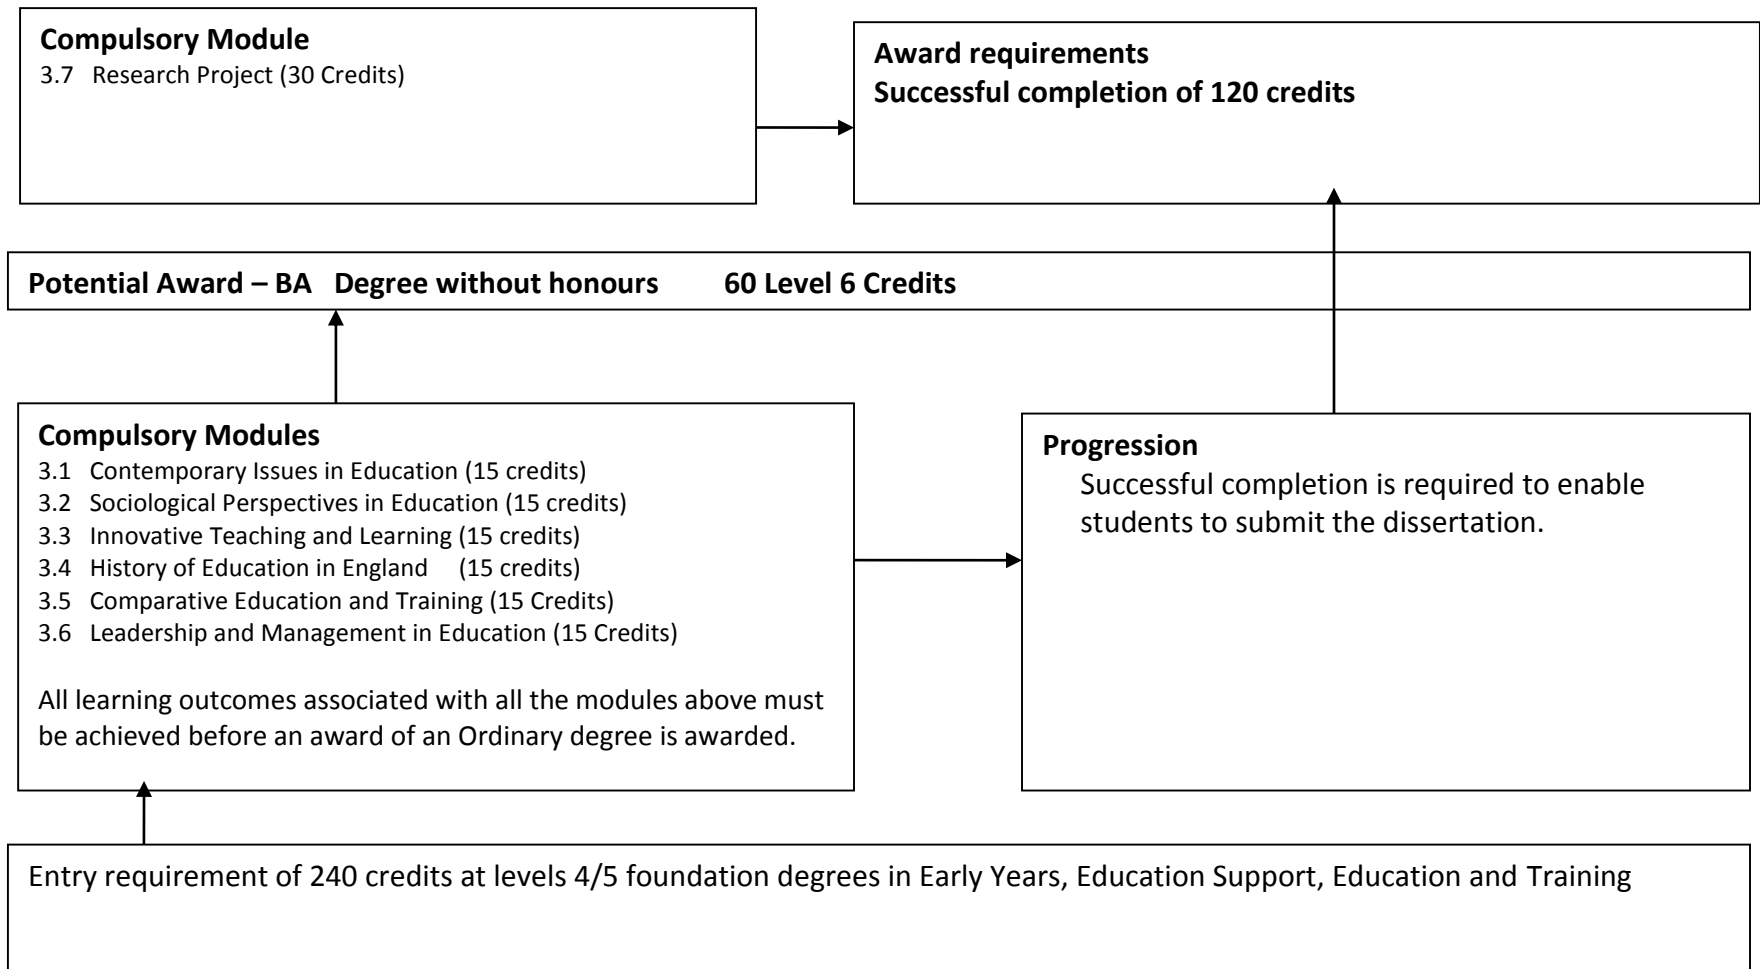 Compulsory Module
3.7 Research Project (30 Credits)
Award requirements
Successful completion of 120 credits
Potential Award – BA Degree without honours 60 Level 6 Credits
Compulsory Modules
3.1 Contemporary Issues in Education (15 credits)
3.2 Sociological Perspectives in Education (15 credits)
3.3 Innovative Teaching and Learning (15 credits)
3.4 History of Education in England (15 credits)
3.5 Comparative Education and Training (15 Credits)
3.6 Leadership and Management in Education (15 Credits)
All learning outcomes associated with all the modules above must
be achieved before an award of an Ordinary degree is awarded.
Progression
Successful completion is required to enable
students to submit the dissertation.
Entry requirement of 240 credits at levels 4/5 foundation degrees in Early Years, Education Support, Education and Training